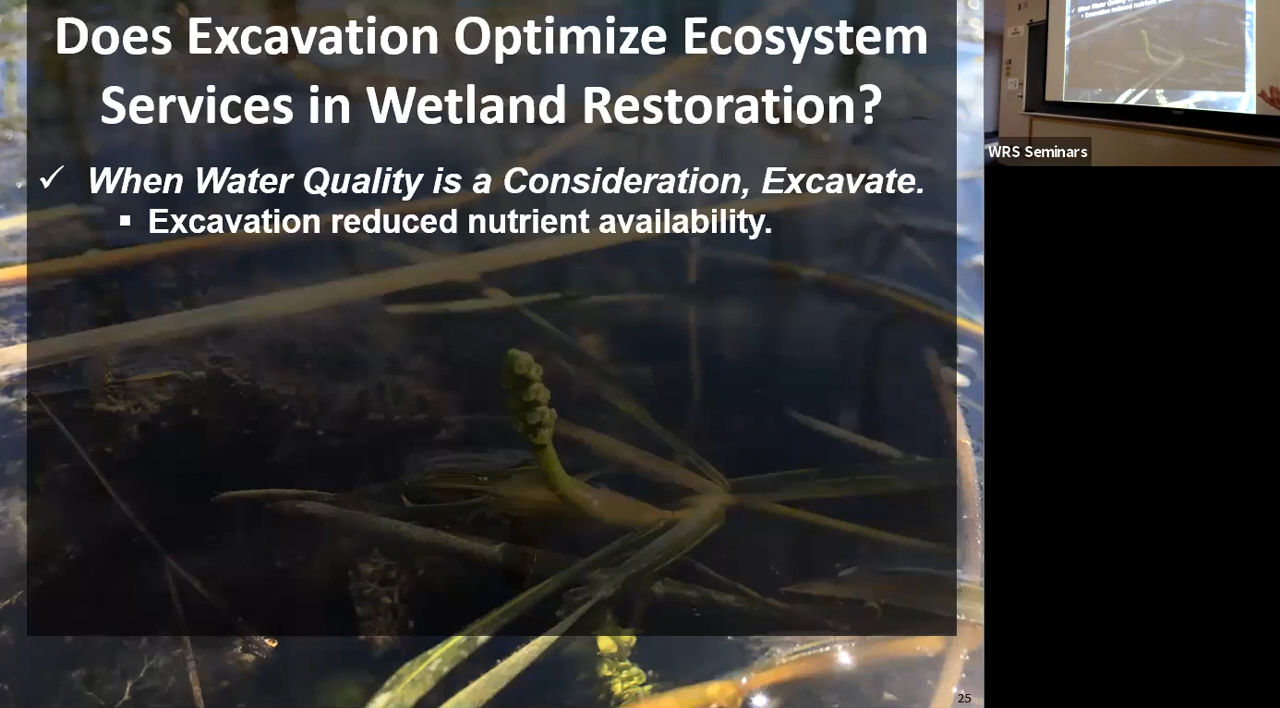 Does Excavation Optimize Ecosystem
Services in Wetland Restoration?
✓ When Water Quality is a Consideration, Excavate.
▪ Excavation reduced nutrient availability.
25
WRS Seminars